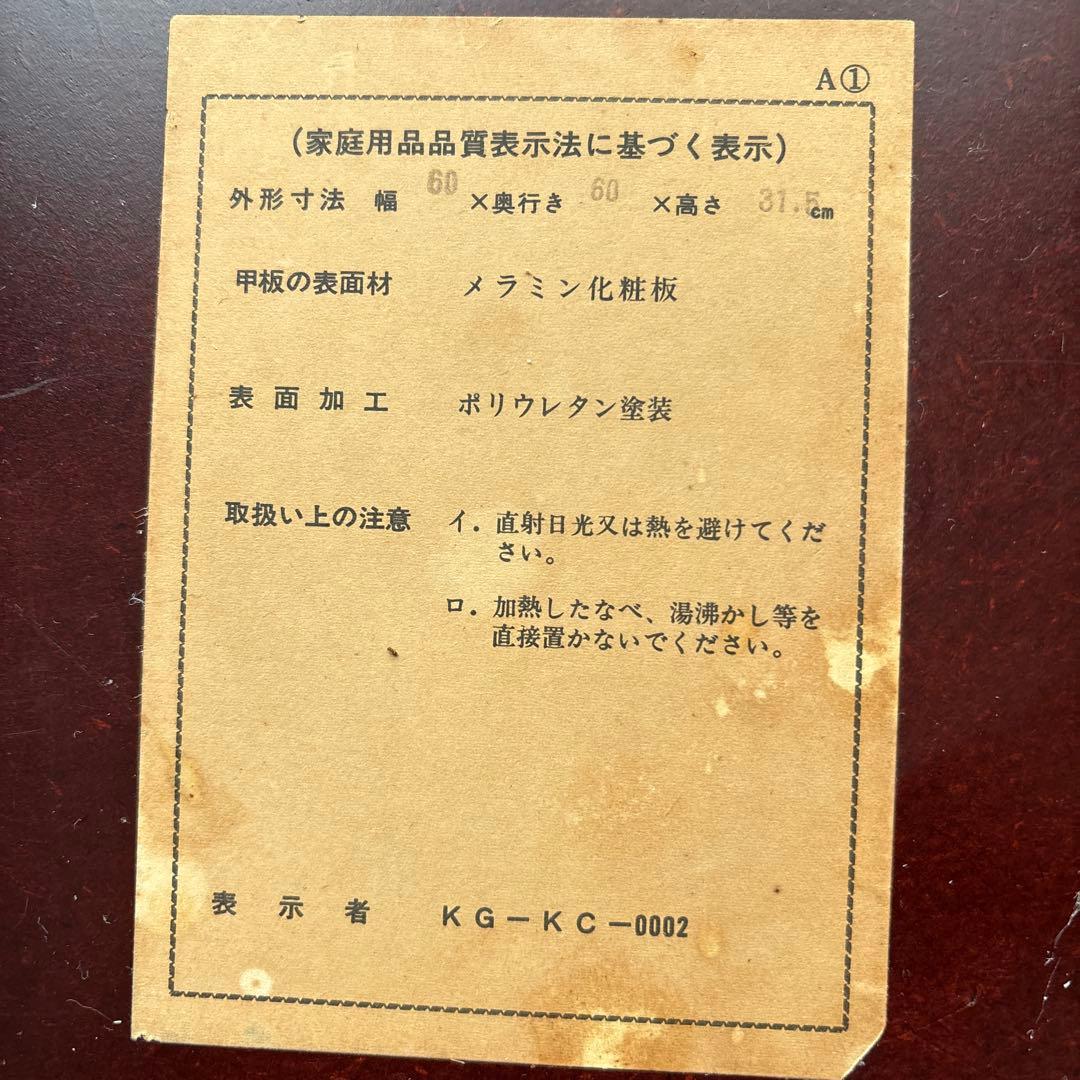 A①
(家庭用品品質表示法に基づく表示)
外形寸法 幅 60 ×奥行き 60 ×高さ 31.5cm
甲板の表面材 メラミン化粧板
表面加工 ポリウレタン塗装
取扱い上の注意 イ. 直射日光又は熱を避けてくだ
さい。
ロ. 加熱したなべ、湯沸かし等を
直接置かないでください。
表示者 KG-KC-0002